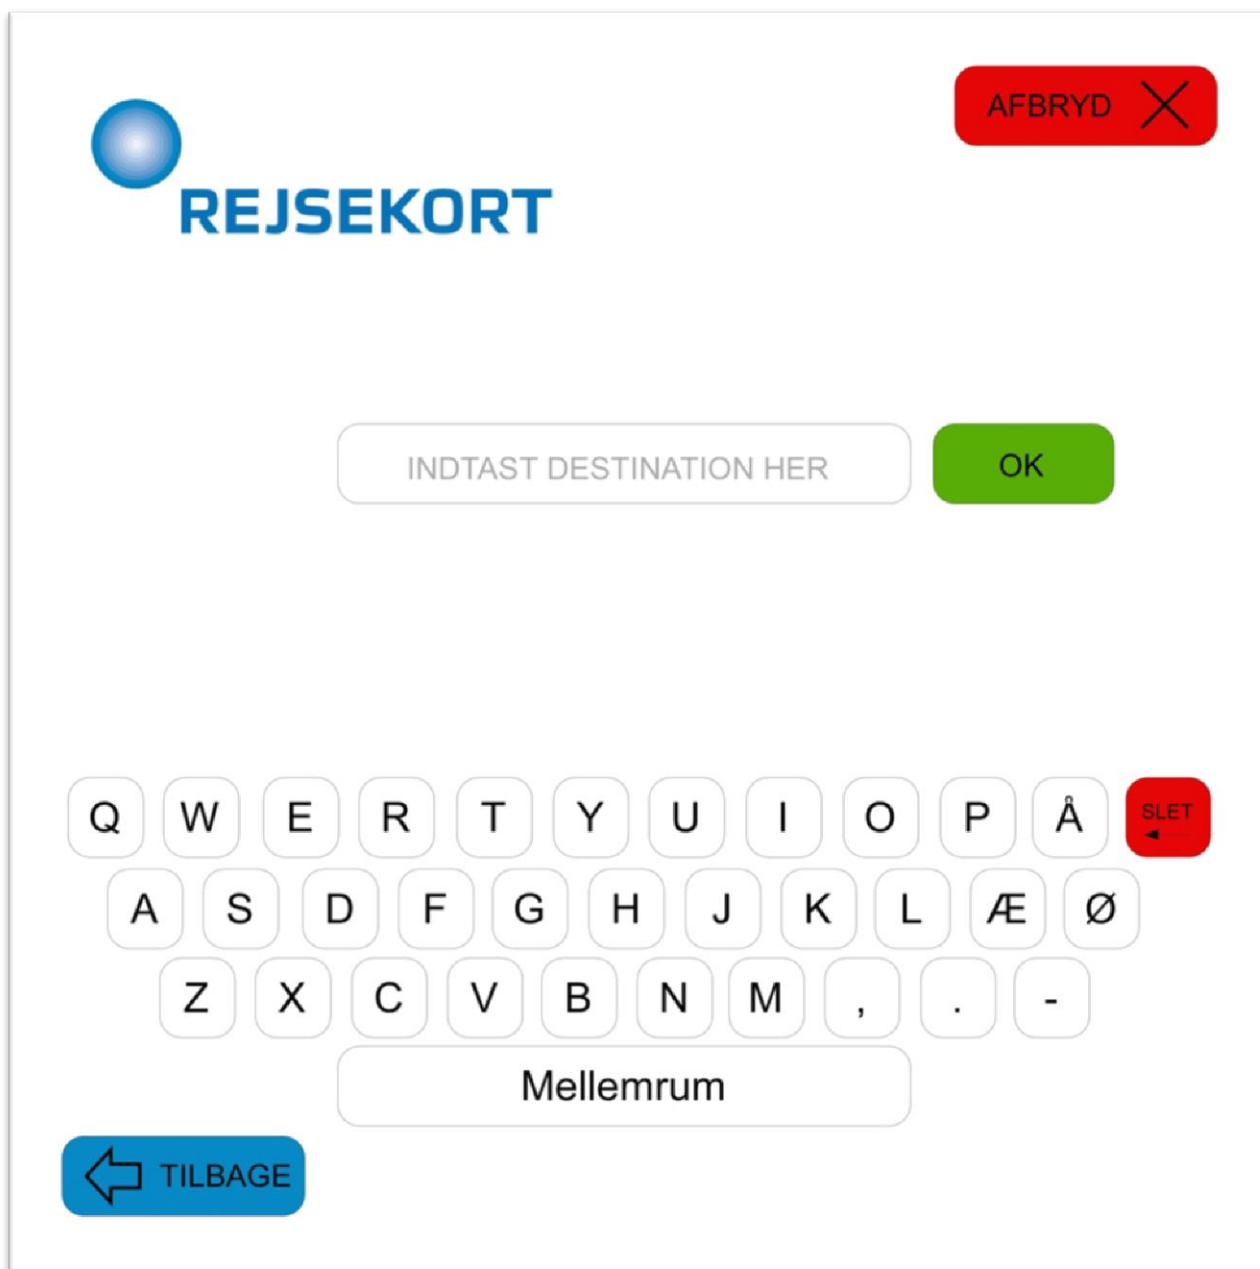 AFBRYD
REJSEKORT
INDTAST DESTINATION HER OK
Q W E R T Y U I O P Å SLET
A S D F G H J K L Æ Ø
Z X C V B N M , . -
Mellemrum
TILBAGE